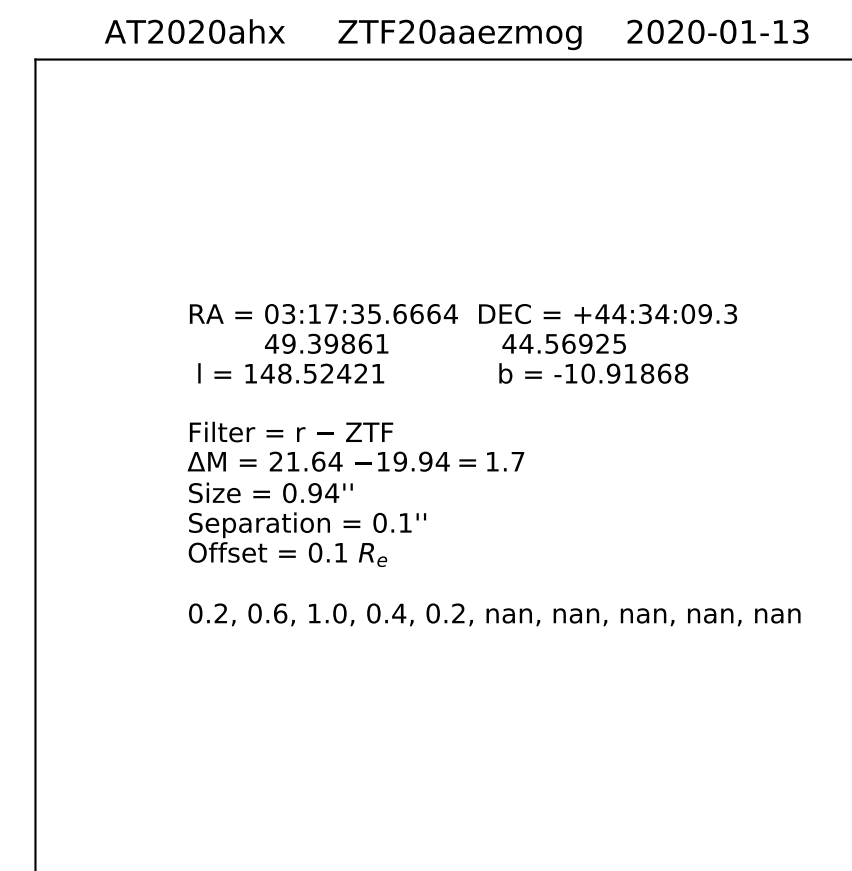 AT2020ahx ZTF20aaezmog 2020-01-13
RA = 03:17:35.6664 DEC = +44:34:09.3
49.39861 44.56925
l = 148.52421 b = -10.91868
Filter = r − ZTF
ΔM = 21.64 −19.94 = 1.7
Size = 0.94''
Separation = 0.1''
Offset = 0.1 Re
0.2, 0.6, 1.0, 0.4, 0.2, nan, nan, nan, nan, nan